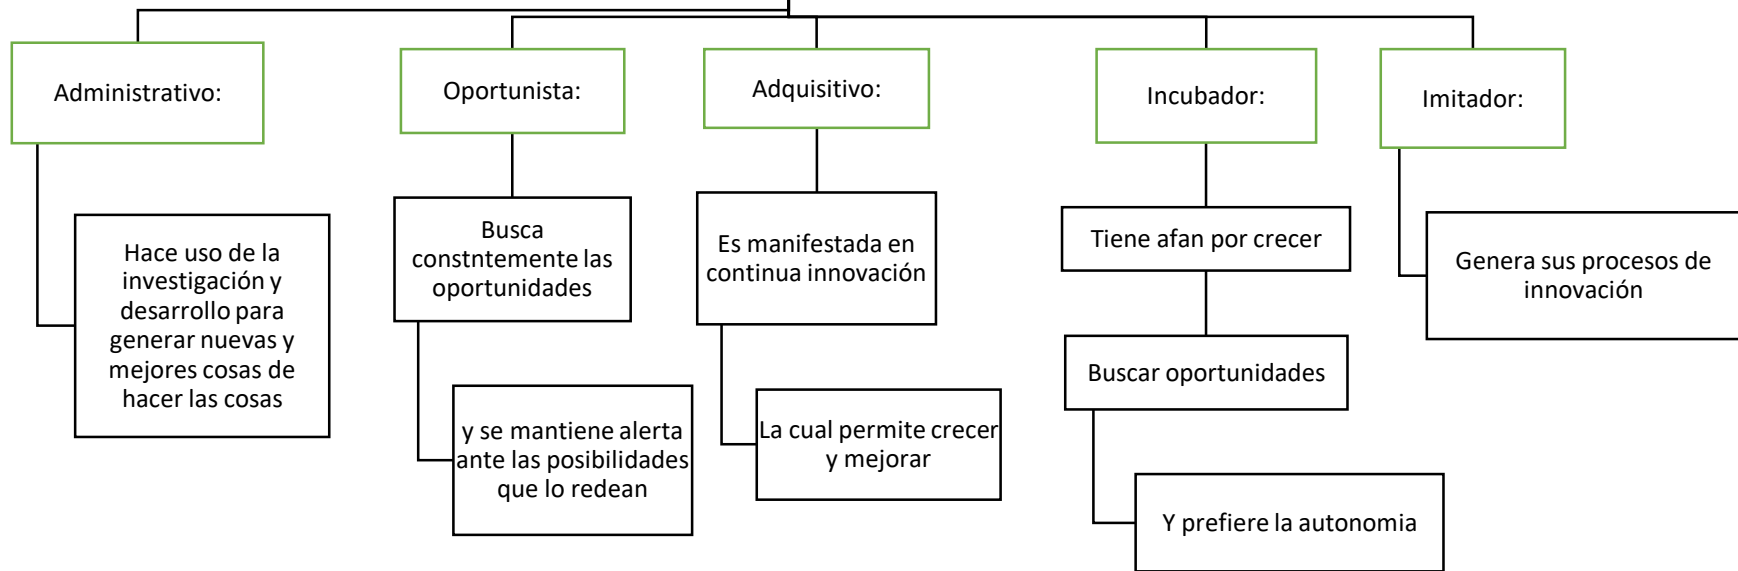 Administrativo:
Hace uso de la
investigación y
desarrollo para
generar nuevas y
mejores cosas de
hacer las cosas
Oportunista:
Busca
constntemente las
oportunidades
y se mantiene alerta
ante las posibilidades
que lo redean
Adquisitivo:
Es manifestada en
continua innovación
La cual permite crecer
y mejorar
Incubador:
Tiene afan por crecer
Buscar oportunidades
Y prefiere la autonomia
Imitador:
Genera sus procesos de
innovación